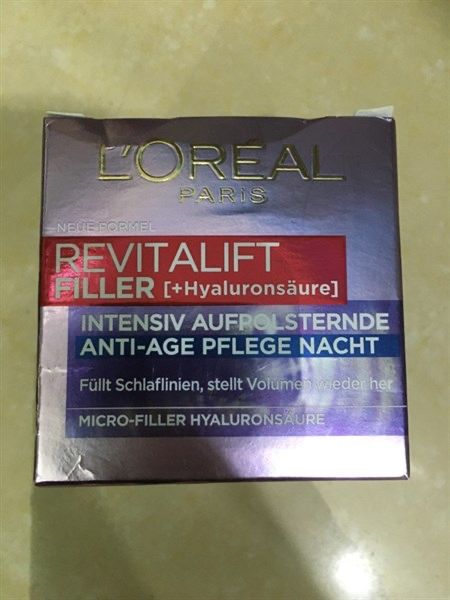 L'ORÉAL
PARIS
NEUE FORMEL
REVITALIFT
FILLER [+Hyaluronsäure]
INTENSIV AUFPOLSTERNDE
ANTI-AGE PFLEGE NACHT
Füllt Schlaflinien, stellt Volumen wieder her
MICRO-FILLER HYALURONSÄURE